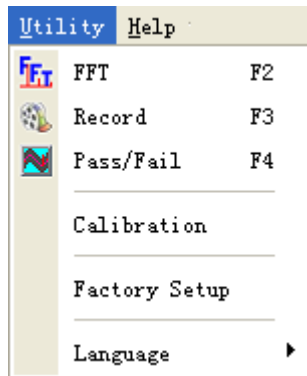 Utility Help
FFT F2
Record F3
Pass/Fail F4
Calibration
Factory Setup
Language